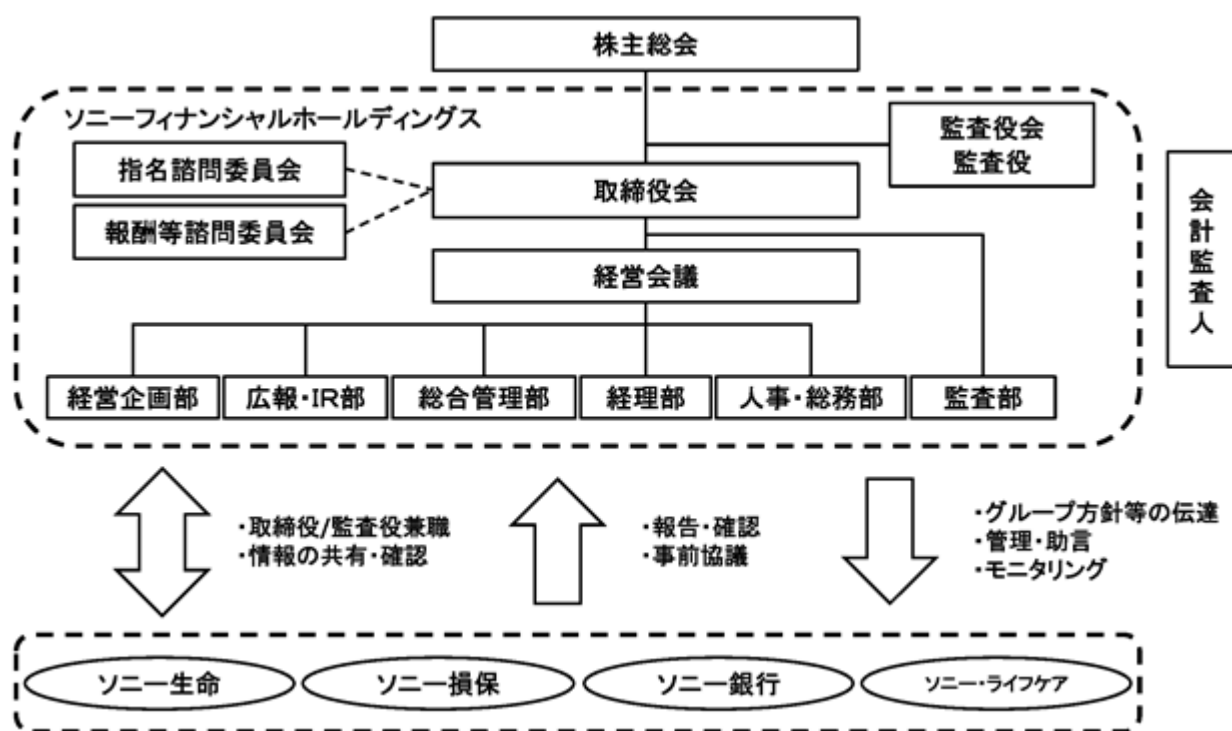 株主総会
ソニーフィナンシャルホールディングス
監査役会
監査役
指名諮問委員会
取締役会
報酬等諮問委員会
経営会議
会計監査人
経営企画部
広報・IR部
総合管理部
経理部
人事・総務部
監査部
・取締役/監査役兼職
・情報の共有・確認
・報告・確認
・事前協議
・グループ方針等の伝達
・管理・助言
・モニタリング
ソニー生命
ソニー損保
ソニー銀行
ソニー・ライフケア